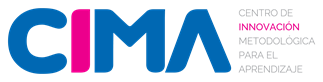 CIMA
CENTRO DE
INNOVACIÓN
METODOLÓGICA
PARA EL
APRENDIZAJE